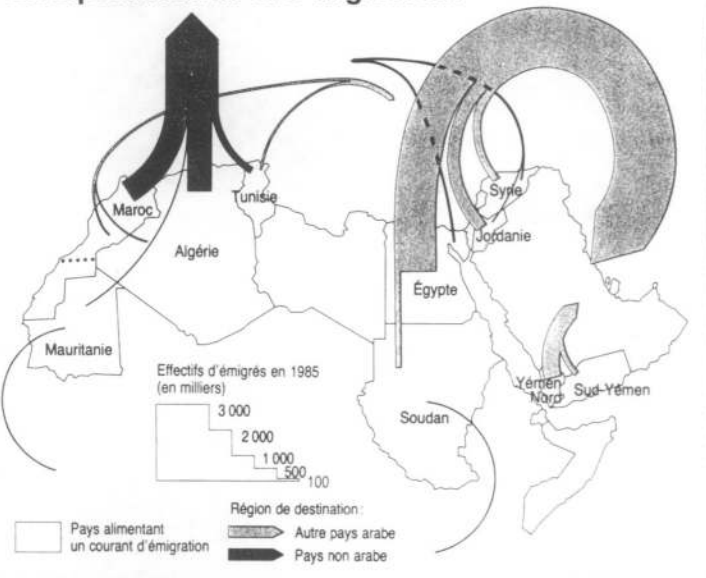 Maroc
Tunisie
Algérie
Mauritanie
Syrie
Jordanie
Égypte
Soudan
Yémen
Nord
Sud-Yémen
Effectifs d'émigrés en 1985
(en milliers)
3 000
2 000
1 000
500
100
Région de destination :
Autre pays arabe
Pays non arabe
Pays alimentant
un courant d'émigration